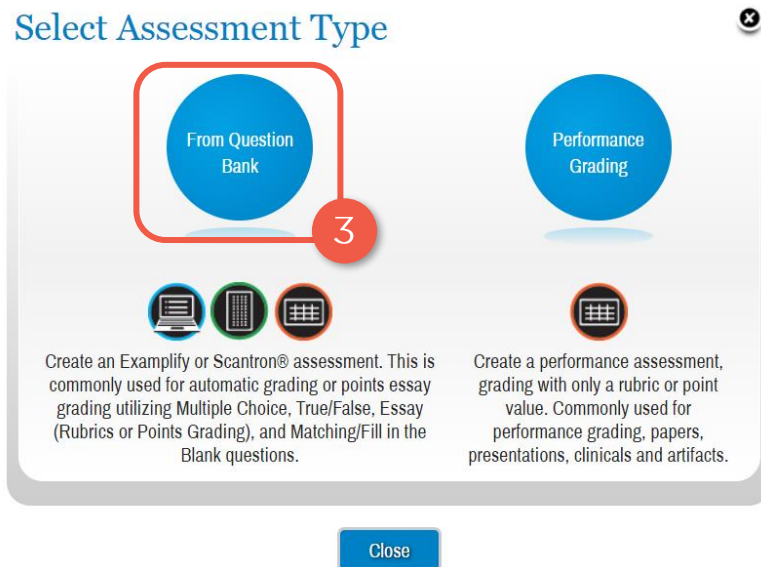 Select Assessment Type
From Question
Bank
3
Performance
Grading
Create an Examplify or Scantron® assessment. This is
commonly used for automatic grading or points essay
grading utilizing Multiple Choice, True/False, Essay
(Rubrics or Points Grading), and Matching/Fill in the
Blank questions.
Create a performance assessment,
grading with only a rubric or point
value. Commonly used for
performance grading, papers,
presentations, clinicals and artifacts.
Close